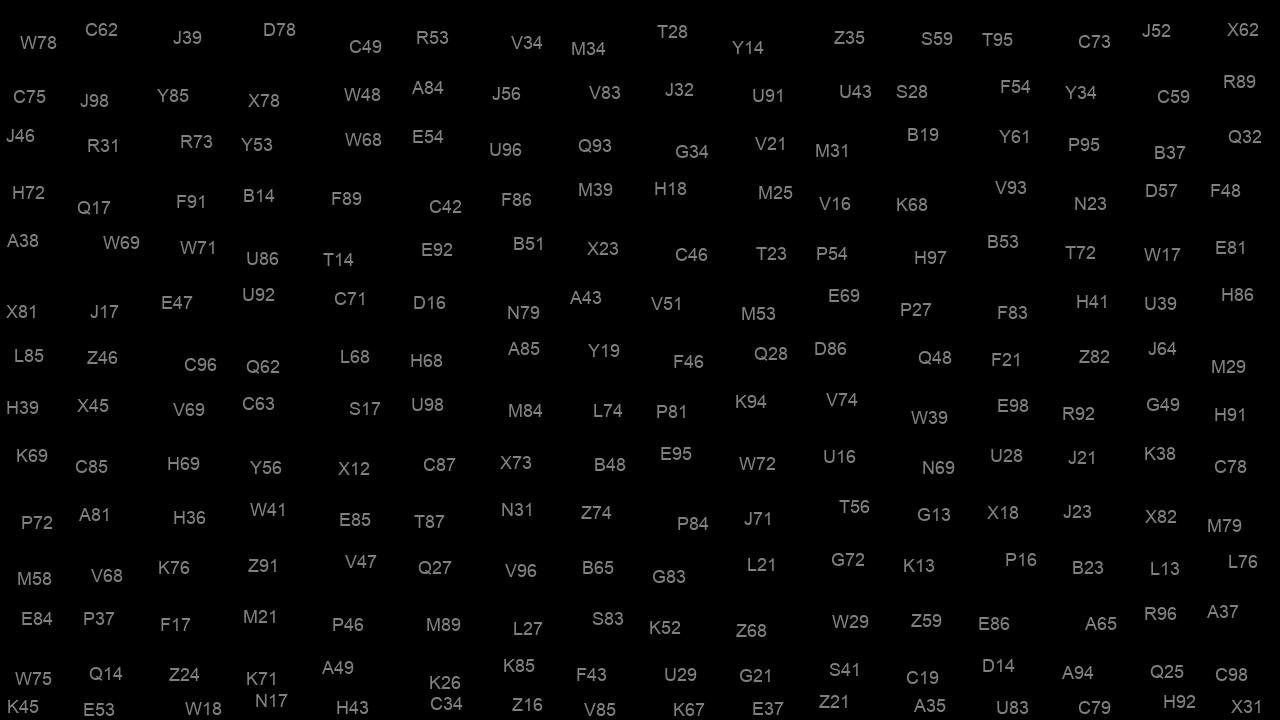 W78 C62 J39 D78 C49 R53 V34 M34 T28 Y14 Z35 S59 T95 C73 J52 X62
C75 J98 Y85 X78 W48 A84 J56 V83 J32 U91 U43 S28 F54 Y34 C59 R89
J46 R31 R73 Y53 W68 E54 U96 Q93 G34 V21 M31 B19 Y61 P95 B37 Q32
H72 Q17 F91 B14 F89 C42 F86 M39 H18 M25 V16 K68 V93 N23 D57 F48
A38 W69 W71 U86 T14 E92 B51 X23 C46 T23 P54 H97 B53 T72 W17 E81
X81 J17 E47 U92 C71 D16 N79 A43 V51 M53 E69 P27 F83 H41 U39 H86
L85 Z46 C96 Q62 L68 H68 A85 Y19 F46 Q28 D86 Q48 F21 Z82 J64 M29
H39 X45 V69 C63 S17 U98 M84 L74 P81 K94 V74 W39 E98 R92 G49 H91
K69 C85 H69 Y56 X12 C87 X73 B48 E95 W72 U16 N69 U28 J21 K38 C78
P72 A81 H36 W41 E85 T87 N31 Z74 P84 J71 T56 G13 X18 J23 X82 M79
M58 V68 K76 Z91 V47 Q27 V96 B65 G83 L21 G72 K13 P16 B23 L13 L76
E84 P37 F17 M21 P46 M89 L27 S83 K52 Z68 W29 Z59 E86 A65 R96 A37
W75 Q14 Z24 K71 A49 K26 K85 F43 U29 G21 S41 C19 D14 A94 Q25 C98
K45 E53 W18 N17 H43 C34 Z16 V85 K67 E37 Z21 A35 U83 C79 H92 X31